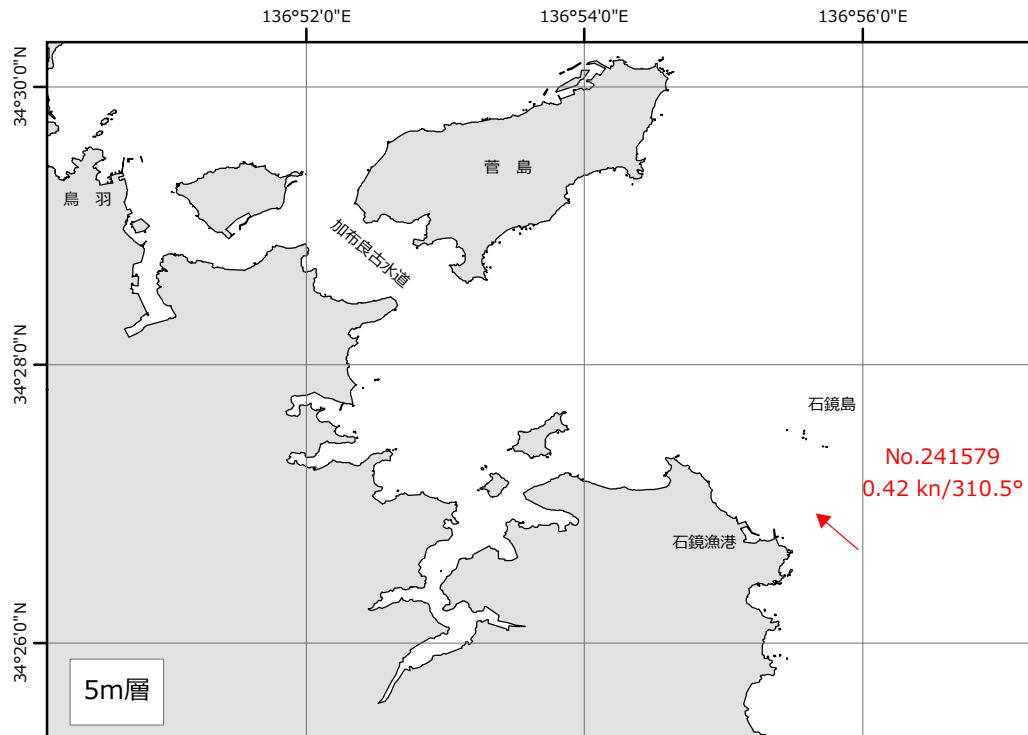 136°52'0"E
136°54'0"E
136°56'0"E
34°30'0"N
菅 島
鳥 羽
加布良古水道
34°28'0"N
石鏡島
No.241579
0.42 kn/310.5°
石鏡漁港
34°26'0"N
5m層